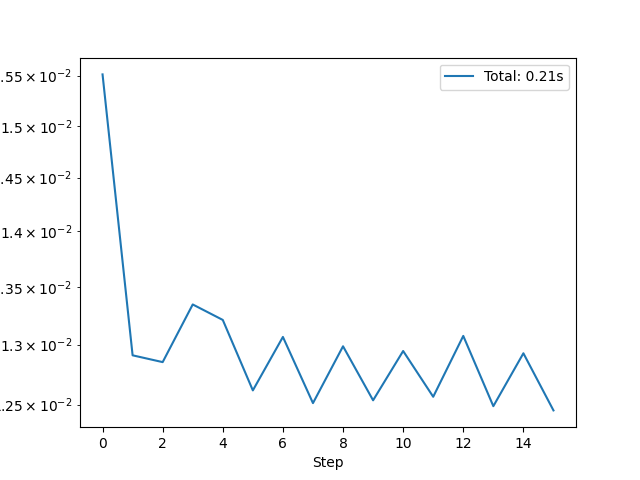 Total: 0.21s
.55 × 10⁻²
1.5 × 10⁻²
.45 × 10⁻²
1.4 × 10⁻²
.35 × 10⁻²
1.3 × 10⁻²
.25 × 10⁻²
0 2 4 6 8 10 12 14
Step